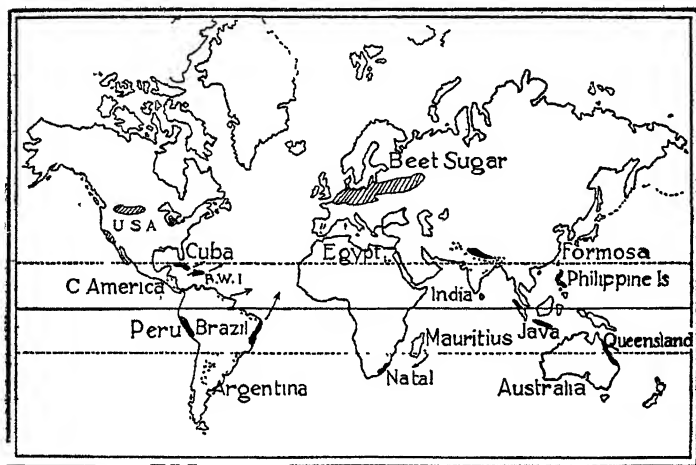 Beet Sugar
U S A
Cuba
Egypt
Formosa
B.W.I
C America
India
Philippine Is
Peru
Brazil
Mauritius
Java
Queensland
Natal
Argentina
Australia